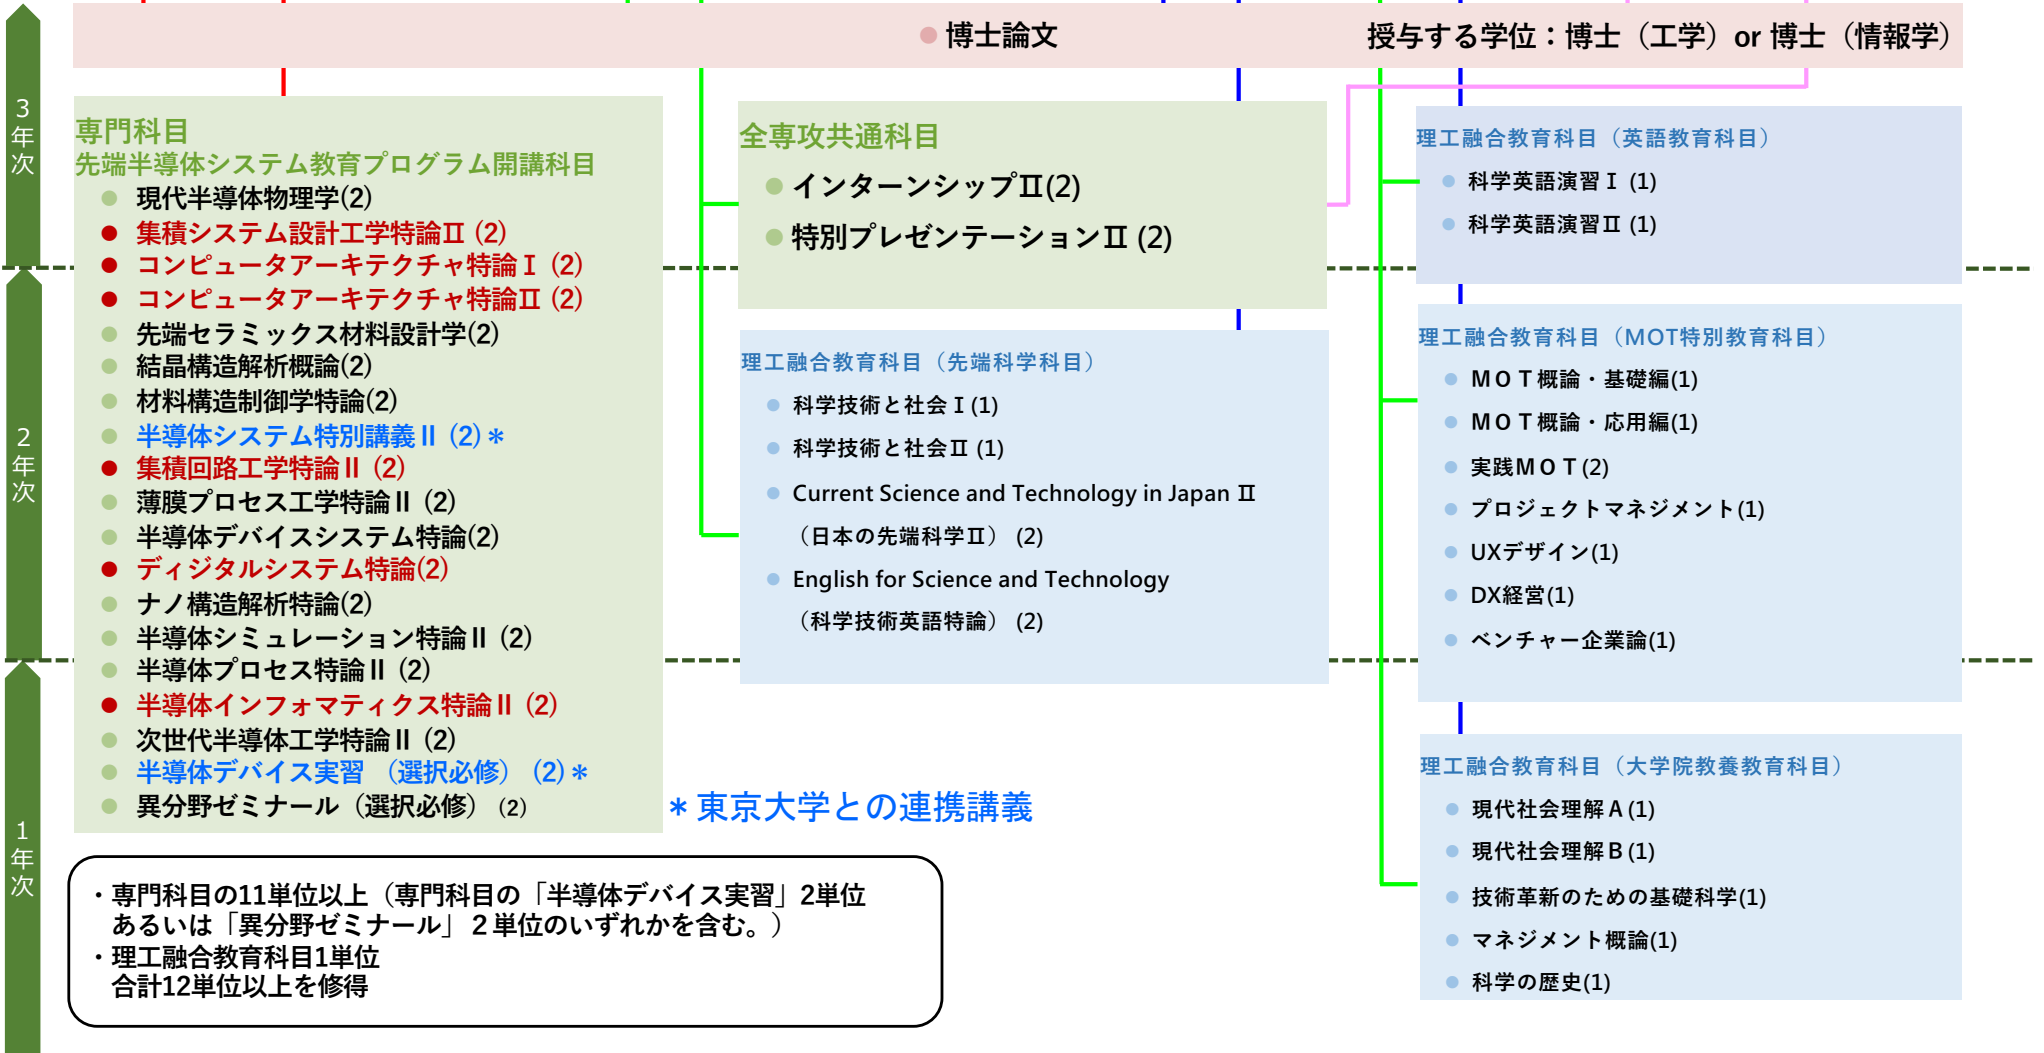 博士論文
授与する学位：博士（工学）or 博士（情報学）
3年次
2年次
1年次
専門科目
先端半導体システム教育プログラム開講科目
現代半導体物理学(2)
集積システム設計工学特論Ⅱ (2)
コンピュータアーキテクチャ特論Ⅰ (2)
コンピュータアーキテクチャ特論Ⅱ (2)
先端セラミックス材料設計学(2)
結晶構造解析概論(2)
材料構造制御学特論(2)
半導体システム特別講義Ⅱ (2)＊
集積回路工学特論Ⅱ (2)
薄膜プロセス工学特論Ⅱ (2)
半導体デバイスシステム特論(2)
ディジタルシステム特論(2)
ナノ構造解析特論(2)
半導体シミュレーション特論Ⅱ (2)
半導体プロセス特論Ⅱ (2)
半導体インフォマティクス特論Ⅱ (2)
次世代半導体工学特論Ⅱ (2)
半導体デバイス実習 （選択必修） (2)＊
異分野ゼミナール（選択必修） (2)
＊東京大学との連携講義
・専門科目の11単位以上（専門科目の「半導体デバイス実習」2単位
あるいは「異分野ゼミナール」２単位のいずれかを含む。）
・理工融合教育科目1単位
合計12単位以上を修得
全専攻共通科目
インターンシップⅡ(2)
特別プレゼンテーションⅡ (2)
理工融合教育科目（先端科学科目）
科学技術と社会Ⅰ(1)
科学技術と社会Ⅱ (1)
Current Science and Technology in Japan Ⅱ
（日本の先端科学Ⅱ） (2)
English for Science and Technology
（科学技術英語特論） (2)
理工融合教育科目（英語教育科目）
科学英語演習Ⅰ (1)
科学英語演習Ⅱ (1)
理工融合教育科目（MOT特別教育科目）
ＭＯＴ概論・基礎編(1)
ＭＯＴ概論・応用編(1)
実践ＭＯＴ(2)
プロジェクトマネジメント(1)
UXデザイン(1)
DX経営(1)
ベンチャー企業論(1)
理工融合教育科目（大学院教養教育科目）
現代社会理解Ａ(1)
現代社会理解Ｂ(1)
技術革新のための基礎科学(1)
マネジメント概論(1)
科学の歴史(1)